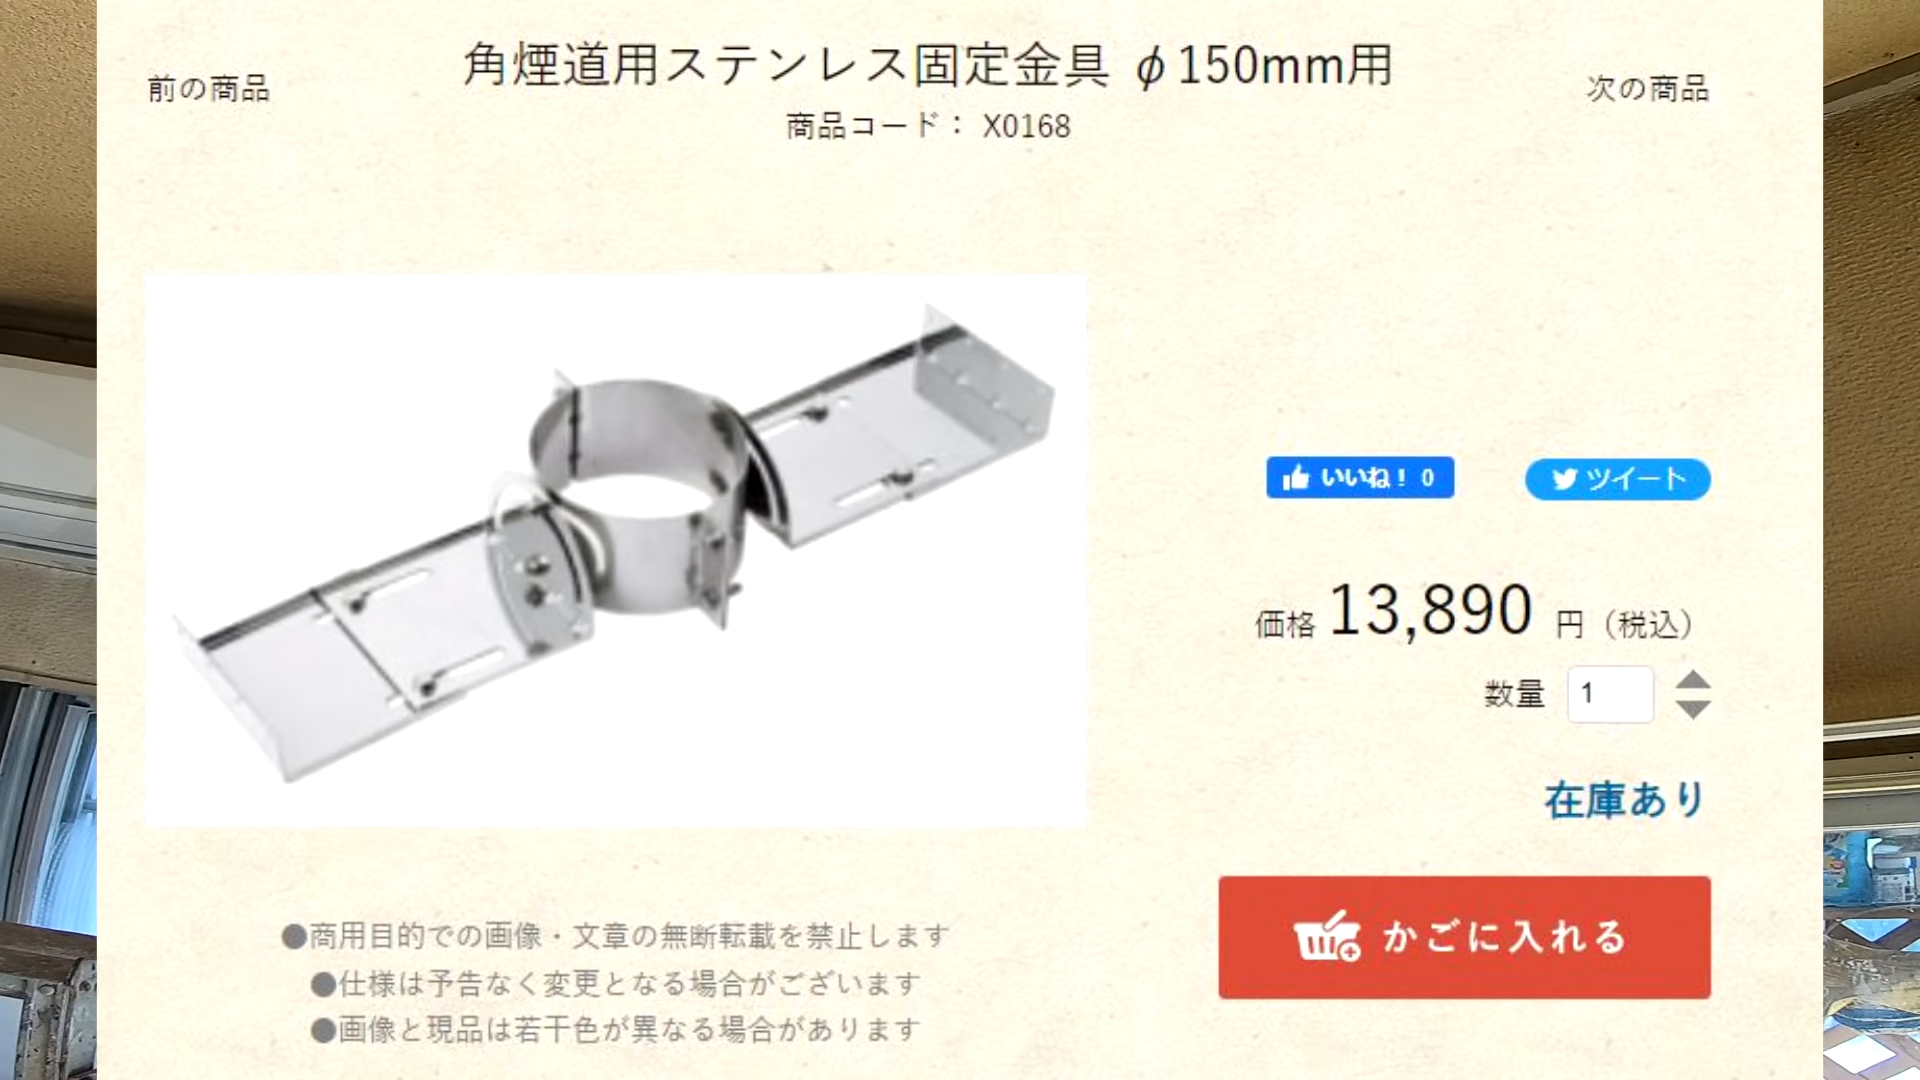 角煙道用ステンレス固定金具 φ150mm用
前の商品
次の商品
商品コード： X0168
いいね！ 0
ツイート
価格 13,890 円（税込）
数量 1
在庫あり
かごに入れる
●商用目的での画像・文章の無断転載を禁止します
●仕様は予告なく変更となる場合がございます
●画像と現品は若干色が異なる場合があります